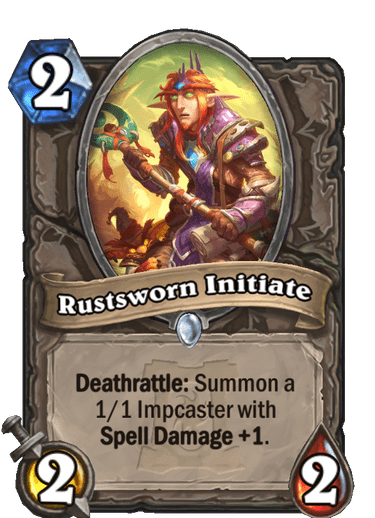 2
Rustsworn Initiate
Deathrattle: Summon a
1/1 Impcaster with
Spell Damage +1.
2
2